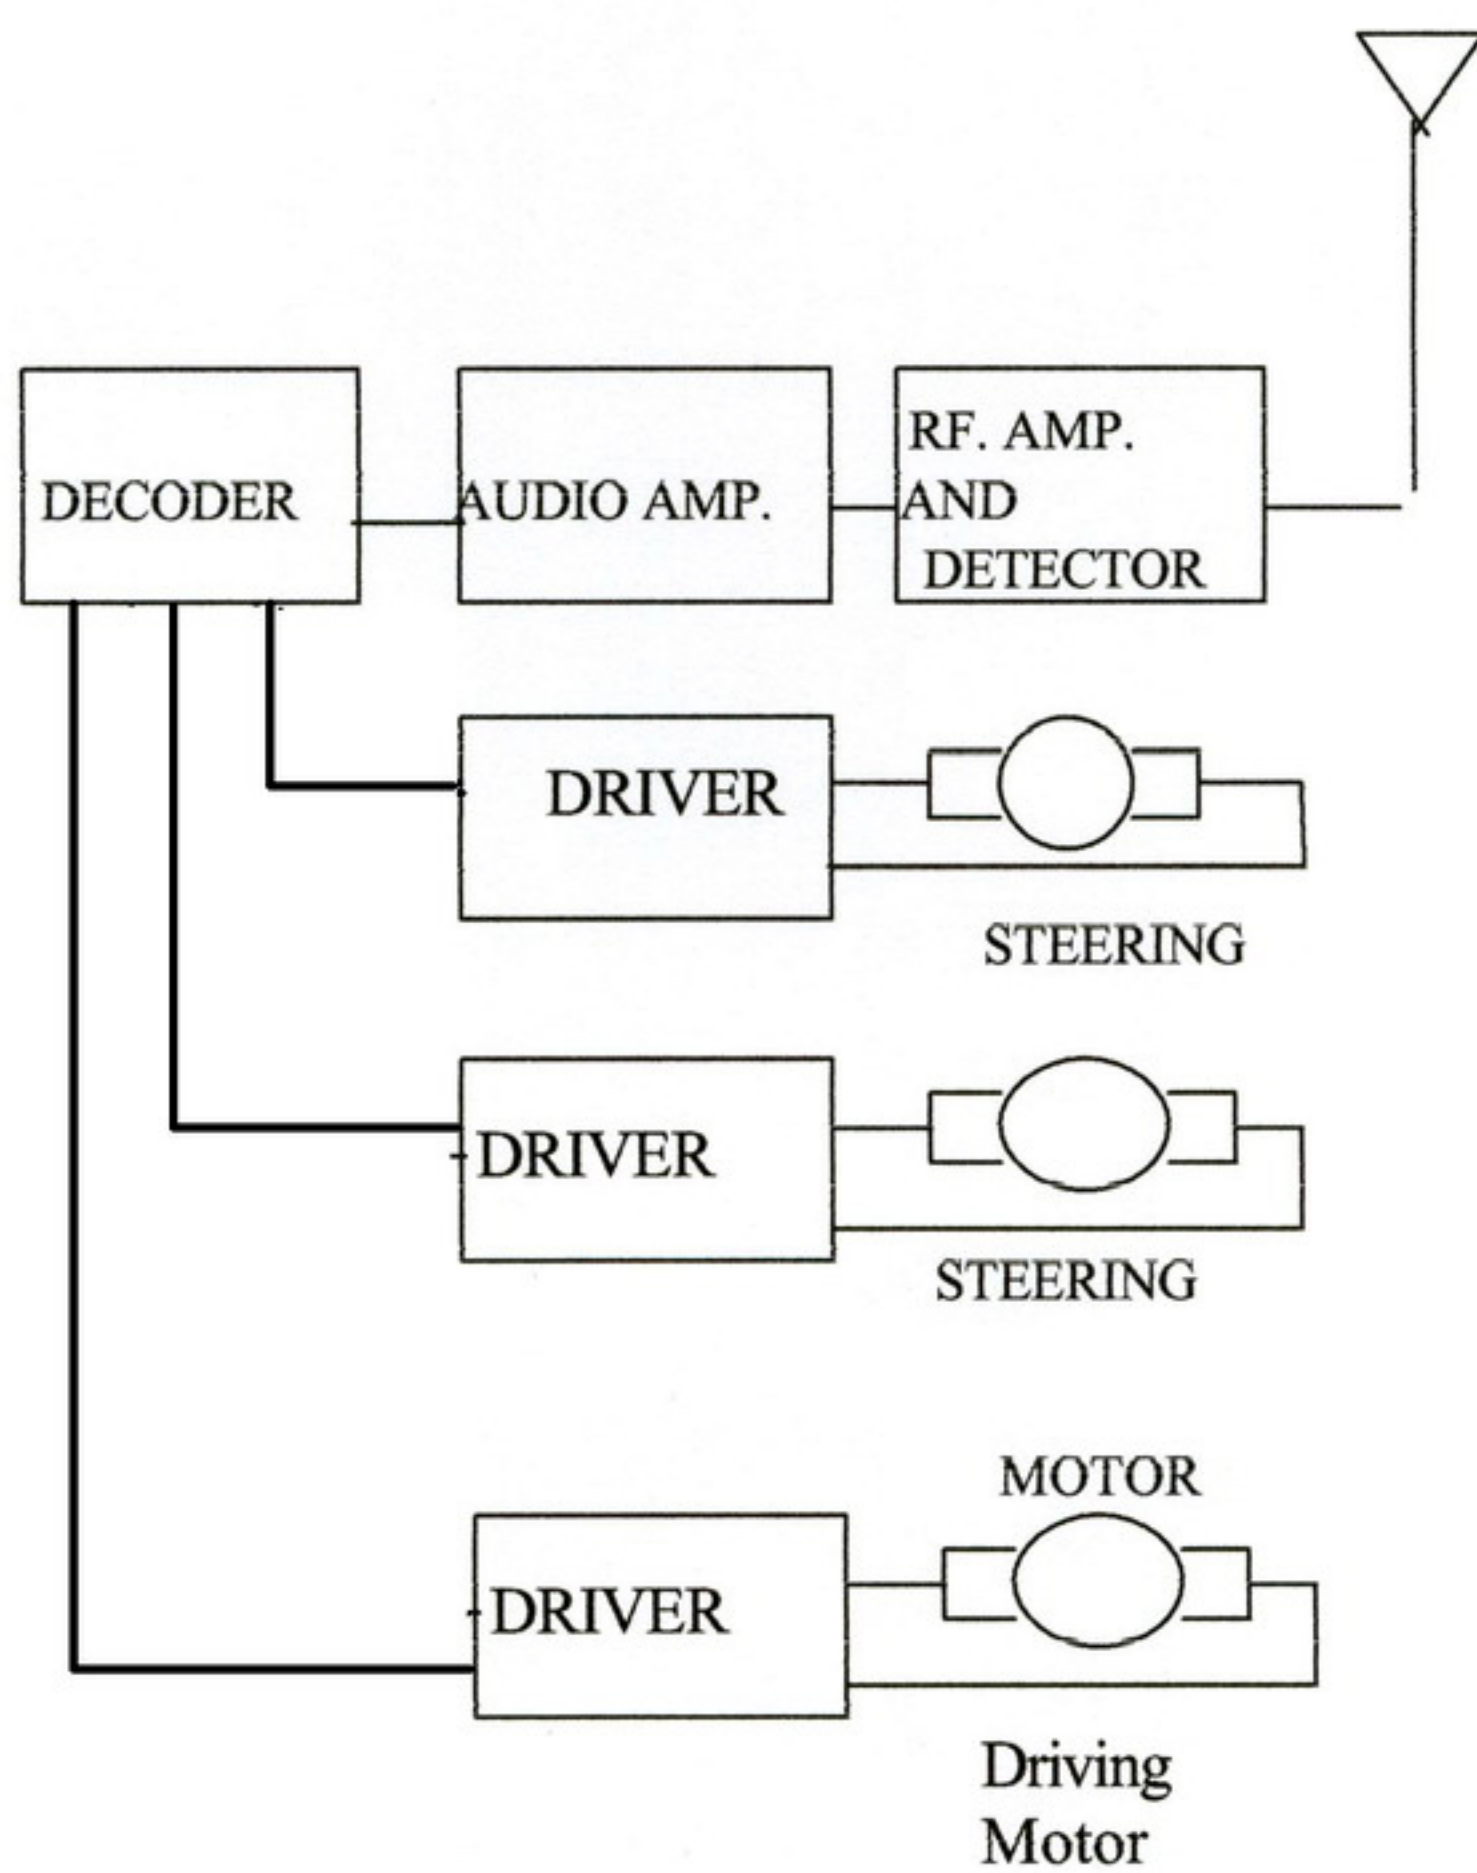 DECODER
AUDIO AMP.
RF. AMP.
AND
DETECTOR
DRIVER
STEERING
DRIVER
STEERING
MOTOR
DRIVER
Driving
Motor